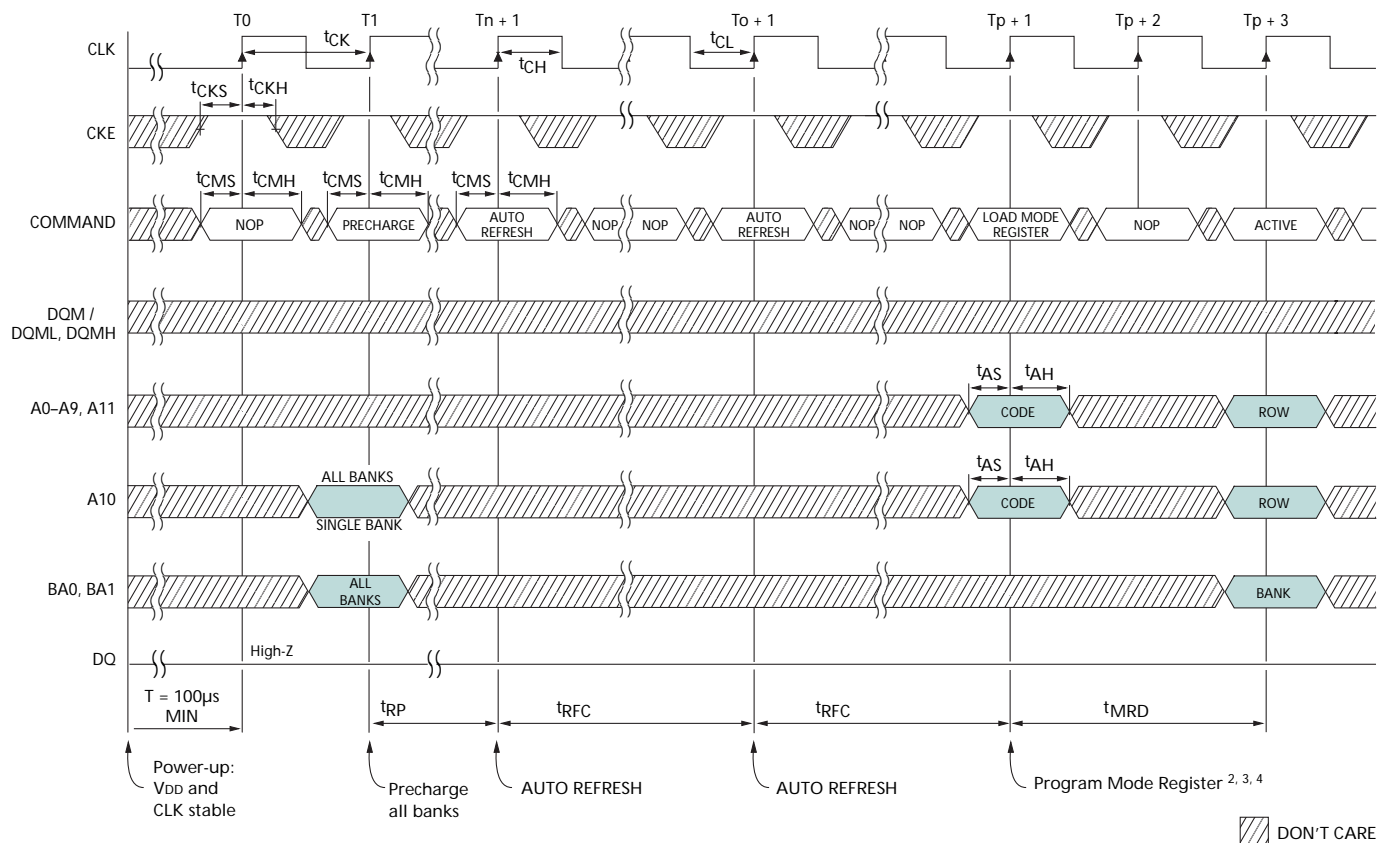 T0 T1 Tn + 1 To + 1 Tp + 1 Tp + 2 Tp + 3
CLK
tCK tCL
tCH
tCKS tCKH
CKE
tCMS tCMH tCMS tCMH tCMS tCMH
COMMAND
NOP PRECHARGE AUTO REFRESH NOP NOP AUTO REFRESH NOP NOP LOAD MODE REGISTER NOP ACTIVE
DQM /
DQML, DQMH
tAS tAH
A0–A9, A11
CODE ROW
tAS tAH
ALL BANKS
A10
CODE ROW
SINGLE BANK
BA0, BA1
ALL BANKS BANK
DQ
High-Z
T = 100µs
MIN
tRP tRFC tRFC tMRD
Power-up:
VDD and
CLK stable
Precharge
all banks
AUTO REFRESH
AUTO REFRESH
Program Mode Register 2, 3, 4
DON'T CARE